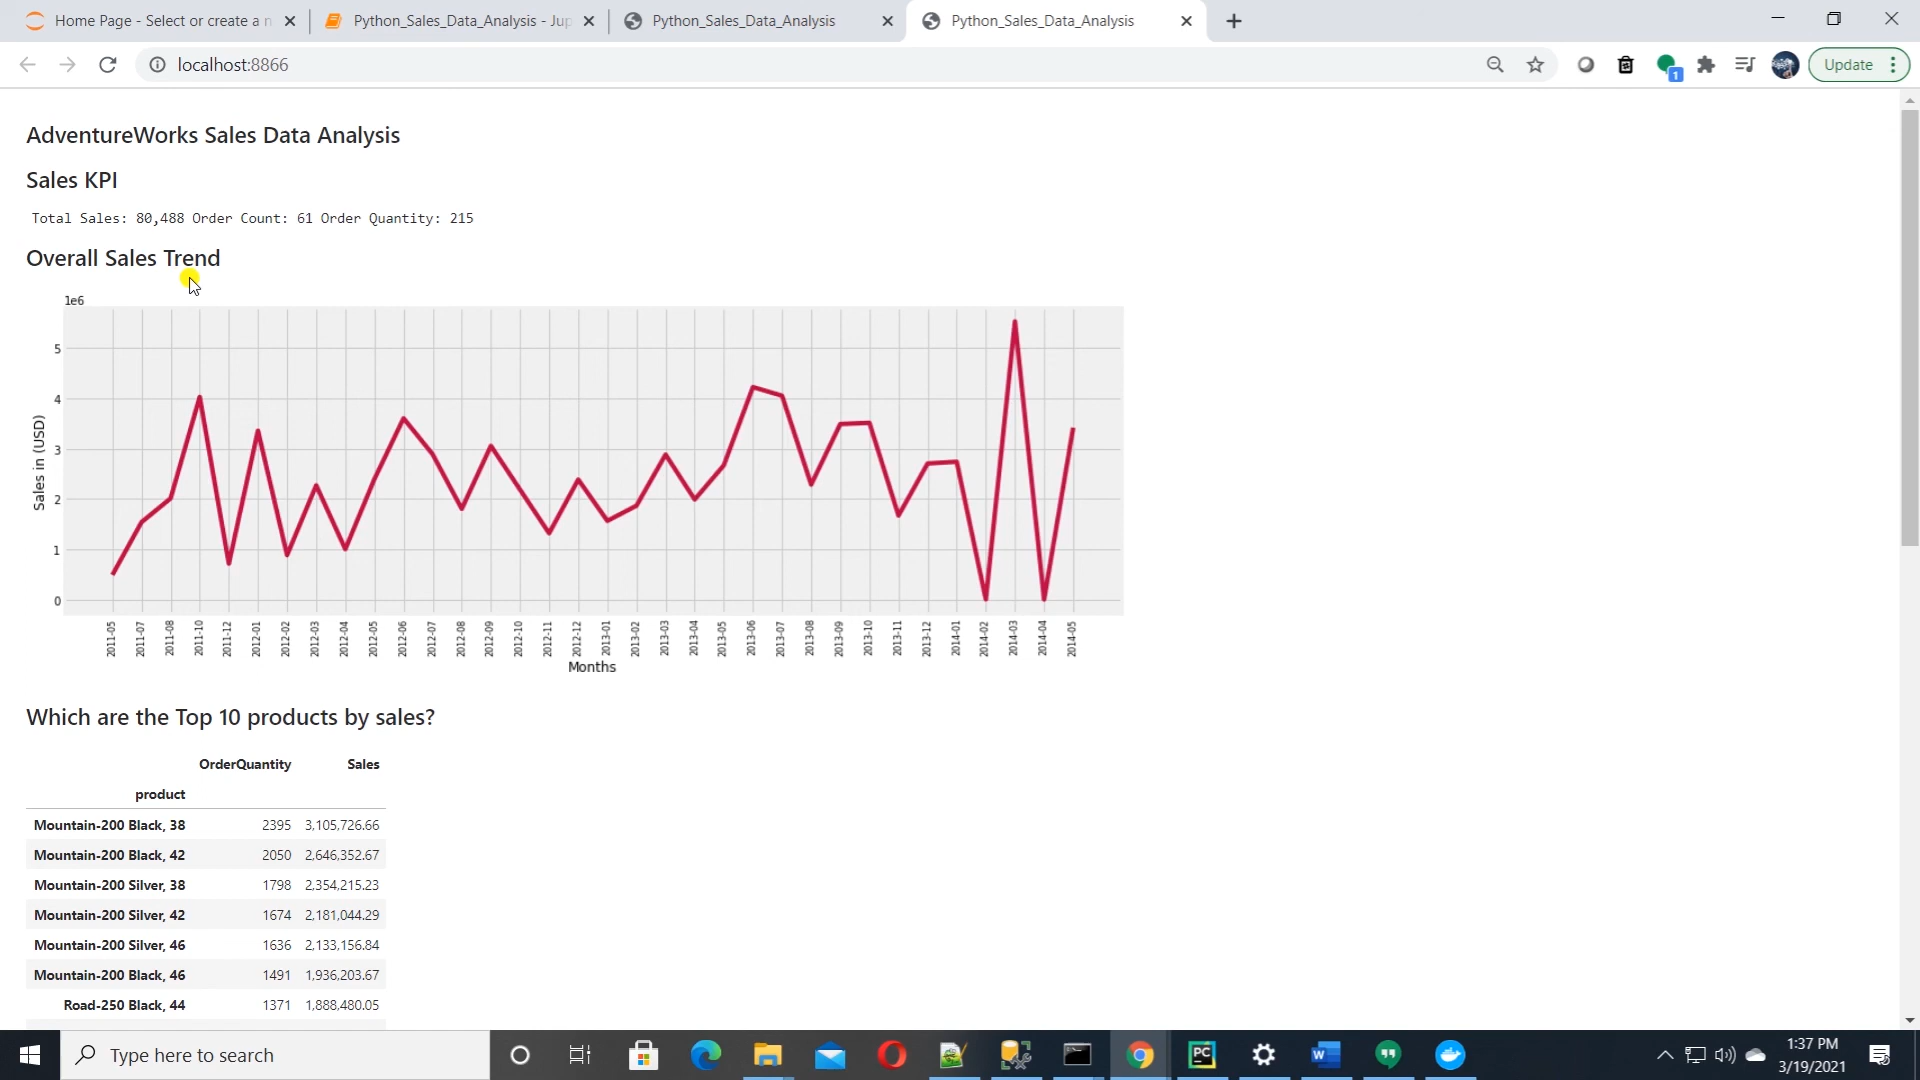 Home Page - Select or create a n
Python_Sales_Data_Analysis - Jup
Python_Sales_Data_Analysis
Python_Sales_Data_Analysis
localhost:8866
1
Update
AdventureWorks Sales Data Analysis
Sales KPI
Total Sales: 80,488 Order Count: 61 Order Quantity: 215
Overall Sales Trend
1e6
5
4
3
2
1
0
Sales in (USD)
2011-05 2011-07 2011-08 2011-10 2011-12 2012-01 2012-02 2012-03 2012-04 2012-05 2012-06 2012-07 2012-08 2012-09 2012-10 2012-11 2012-12 2013-01 2013-02 2013-03 2013-04 2013-05 2013-06 2013-07 2013-08 2013-09 2013-10 2013-11 2013-12 2014-01 2014-02 2014-03 2014-04 2014-05
Months
Which are the Top 10 products by sales?
OrderQuantity Sales
product
Mountain-200 Black, 38 2395 3,105,726.66
Mountain-200 Black, 42 2050 2,646,352.67
Mountain-200 Silver, 38 1798 2,354,215.23
Mountain-200 Silver, 42 1674 2,181,044.29
Mountain-200 Silver, 46 1636 2,133,156.84
Mountain-200 Black, 46 1491 1,936,203.67
Road-250 Black, 44 1371 1,888,480.05
Type here to search
PC
1:37 PM
3/19/2021